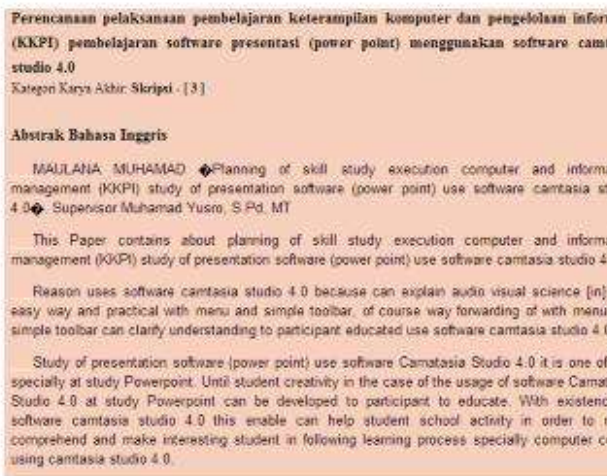 Perencanaan pelaksanaan pembelajaran keterampilan komputer dan pengelolaan infor
(KKPI) pembelajaran software presentasi (power point) menggunakan software cam
studio 4.0
Kategori Karya Akhir: Skripsi - [ 3 ]
Abstrak Bahasa Inggris
MAULANA MUHAMAD �Planning of skill study execution computer and informa
management (KKPI) study of presentation software (power point) use software camtasia st
4.0�. Supervisor Muhamad Yusro, S.Pd, MT
This Paper contains about planning of skill study execution computer and informa
management (KKPI) study of presentation software (power point) use software camtasia studio 4
Reason uses software camtasia studio 4.0 because can explain audio visual science [in]
easy way and practical with menu and simple toolbar, of course way forwarding of with menu
simple toolbar can clarify understanding to participant educated use software camtasia studio 4.0
Study of presentation software (power point) use software Camatasia Studio 4.0 it is one of
specially at study Powerpoint. Until student creativity in the case of the usage of software Camat
Studio 4.0 at study Powerpoint can be developed to participant to educate. With existenc
software camtasia studio 4.0 this enable can help student school activity in order to
comprehend and make interesting student in following learning process specially computer c
using camtasia studio 4.0.